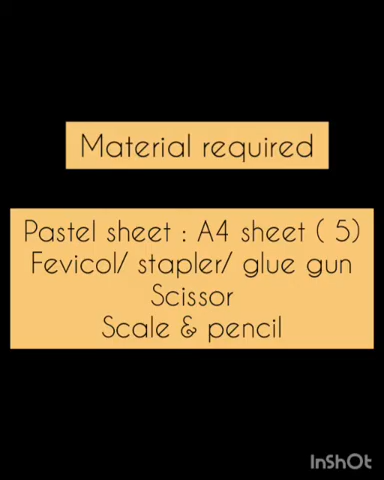 Material required
Pastel sheet : A4 sheet ( 5)
Fevicol/ stapler/ glue gun
Scissor
Scale & pencil
InShOt